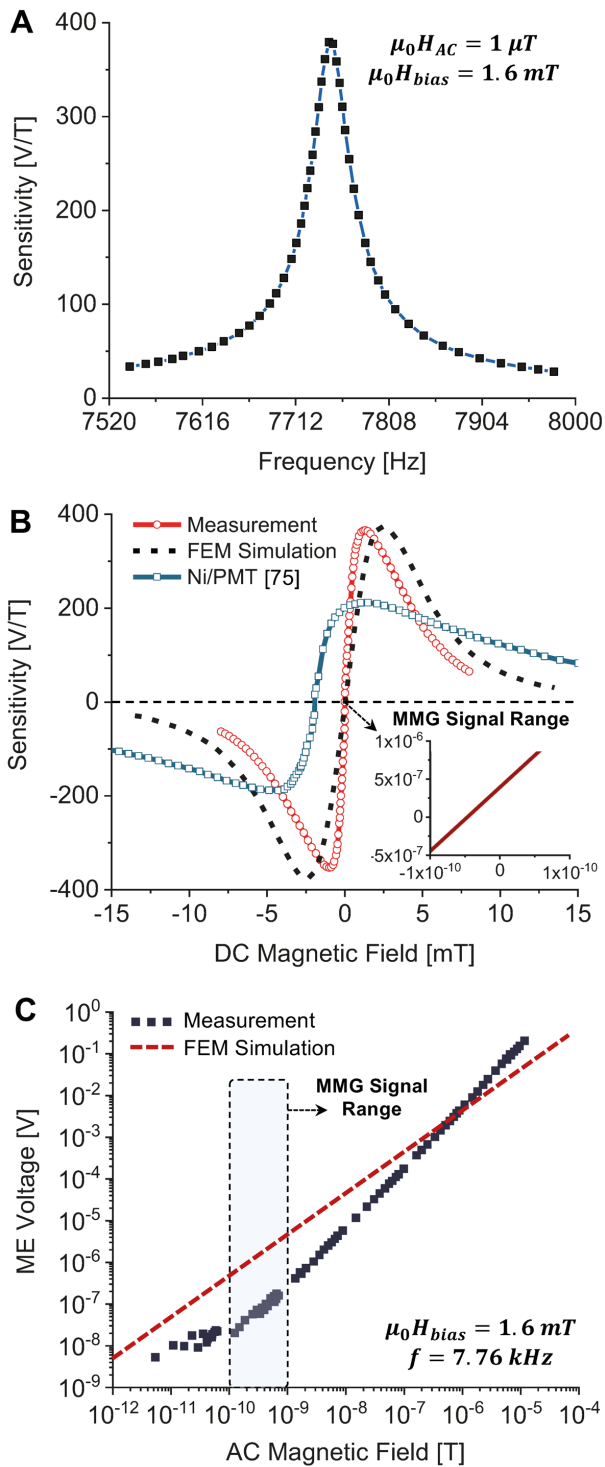 A
400
300
200
100
0
Sensitivity [V/T]
μ₀H_AC = 1 μT
μ₀H_bias = 1.6 mT
7520 7616 7712 7808 7904 8000
Frequency [Hz]
B
400
200
0
-200
-400
Sensitivity [V/T]
Measurement
FEM Simulation
Ni/PMT [75]
MMG Signal Range
1x10⁻⁶
5x10⁻⁷
0
-5x10⁻⁷
-1x10⁻¹⁰ 0 1x10⁻¹⁰
-15 -10 -5 0 5 10 15
DC Magnetic Field [mT]
C
10⁰
10⁻¹
10⁻²
10⁻³
10⁻⁴
10⁻⁵
10⁻⁶
10⁻⁷
10⁻⁸
10⁻⁹
ME Voltage [V]
Measurement
FEM Simulation
MMG Signal
Range
μ₀H_bias = 1.6 mT
f = 7.76 kHz
10⁻¹² 10⁻¹¹ 10⁻¹⁰ 10⁻⁹ 10⁻⁸ 10⁻⁷ 10⁻⁶ 10⁻⁵ 10⁻⁴
AC Magnetic Field [T]